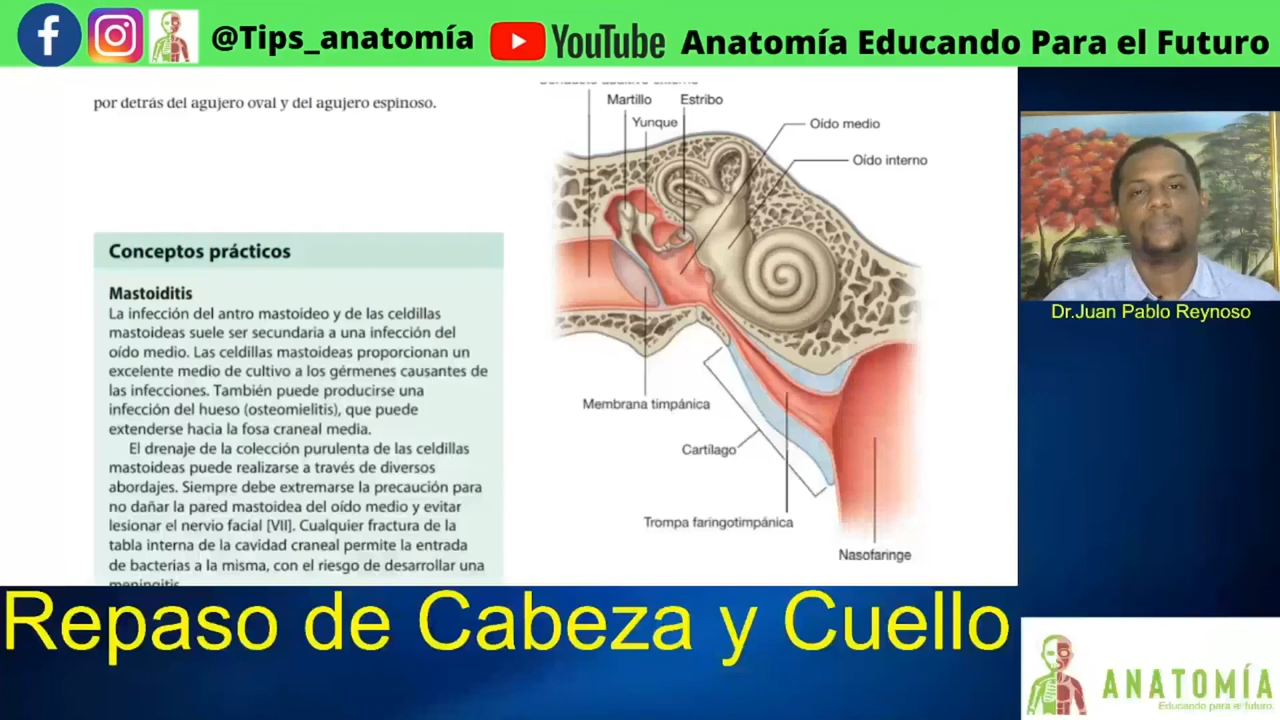 @Tips_anatomía YouTube Anatomía Educando Para el Futuro
por detrás del agujero oval y del agujero espinoso.
Conceptos prácticos
Mastoiditis
La infección del antro mastoideo y de las celdillas
mastoideas suele ser secundaria a una infección del
oído medio. Las celdillas mastoideas proporcionan un
excelente medio de cultivo a los gérmenes causantes de
las infecciones. También puede producirse una
infección del hueso (osteomielitis), que puede
extenderse hacia la fosa craneal media.
El drenaje de la colección purulenta de las celdillas
mastoideas puede realizarse a través de diversos
abordajes. Siempre debe extremarse la precaución para
no dañar la pared mastoidea del oído medio y evitar
lesionar el nervio facial [VII]. Cualquier fractura de la
tabla interna de la cavidad craneal permite la entrada
de bacterias a la misma, con el riesgo de desarrollar una
meningitis
Martillo
Estribo
Yunque
Oído medio
Oído interno
Membrana timpánica
Cartílago
Trompa faringotimpánica
Nasofaringe
Dr.Juan Pablo Reynoso
Repaso de Cabeza y Cuello
ANATOMÍA
Educando para el futuro.